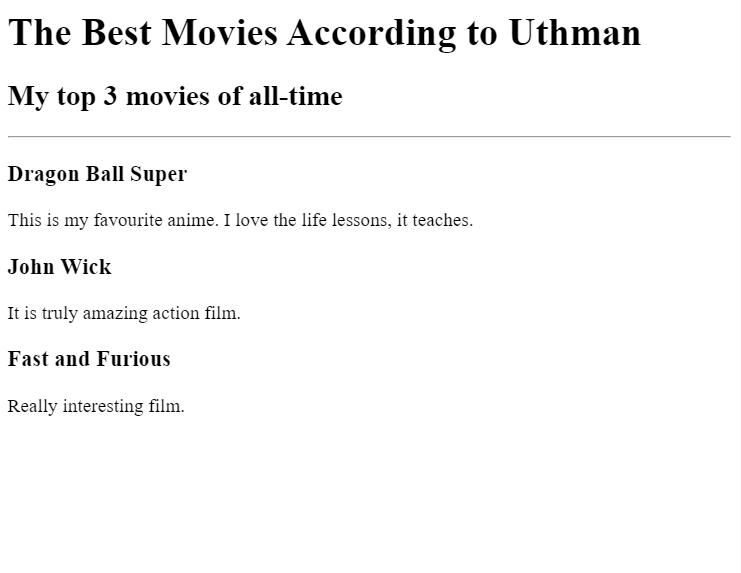 The Best Movies According to Uthman
My top 3 movies of all-time
Dragon Ball Super
This is my favourite anime. I love the life lessons, it teaches.
John Wick
It is truly amazing action film.
Fast and Furious
Really interesting film.